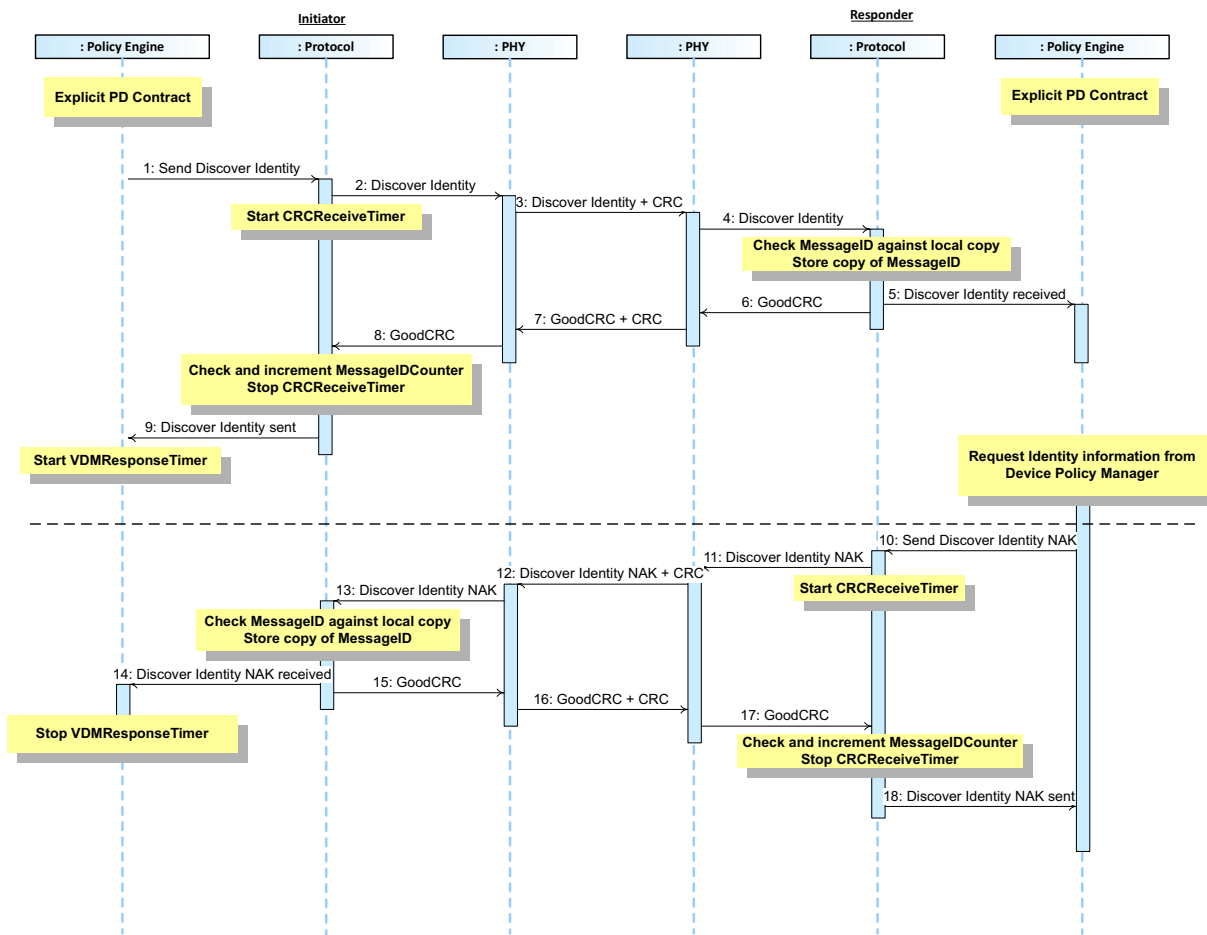 Initiator
Responder
: Policy Engine
: Protocol
: PHY
: PHY
: Protocol
: Policy Engine
Explicit PD Contract
Explicit PD Contract
1: Send Discover Identity
2: Discover Identity
3: Discover Identity + CRC
Start CRCReceiveTimer
4: Discover Identity
Check MessageID against local copy
Store copy of MessageID
5: Discover Identity received
6: GoodCRC
7: GoodCRC + CRC
8: GoodCRC
Check and increment MessageIDCounter
Stop CRCReceiveTimer
9: Discover Identity sent
Start VDMResponseTimer
Request Identity information from
Device Policy Manager
10: Send Discover Identity NAK
11: Discover Identity NAK
12: Discover Identity NAK + CRC
Start CRCReceiveTimer
13: Discover Identity NAK
Check MessageID against local copy
Store copy of MessageID
14: Discover Identity NAK received
15: GoodCRC
16: GoodCRC + CRC
17: GoodCRC
Stop VDMResponseTimer
Check and increment MessageIDCounter
Stop CRCReceiveTimer
18: Discover Identity NAK sent